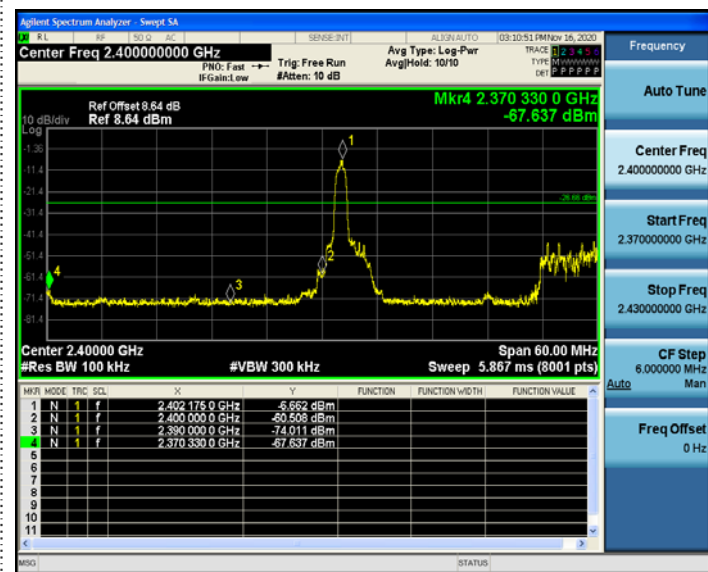 Agilent Spectrum Analyzer - Swept SA
RL RF 50 Ω AC SENSE:INT ALIGN AUTO 03:10:51 PM Nov 16, 2020
Center Freq 2.400000000 GHz
PNO: Fast
IFGain:Low
Trig: Free Run
#Atten: 10 dB
Avg Type: Log-Pwr
Avg|Hold: 10/10
TRACE 1 2 3 4 5 6
TYPE M
DET P P P P P P
Ref Offset 8.64 dB
10 dB/div Ref 8.64 dBm
Log
Mkr4 2.370 330 0 GHz
-67.637 dBm
-1.36
-11.4
-21.4
-31.4
-41.4
-51.4
-61.4
-71.4
-81.4
1
2
3
4
-26.66 dBm
Center 2.40000 GHz Span 60.00 MHz
#Res BW 100 kHz #VBW 300 kHz Sweep 5.867 ms (8001 pts)
MKR MODE TRC SCL X Y FUNCTION FUNCTION WIDTH FUNCTION VALUE
1 N 1 f 2.402 175 0 GHz -6.662 dBm
2 N 1 f 2.400 000 0 GHz -60.508 dBm
3 N 1 f 2.390 000 0 GHz -74.011 dBm
4 N 1 f 2.370 330 0 GHz -67.637 dBm
5
6
7
8
9
10
11
MSG STATUS
Frequency
Auto Tune
Center Freq
2.400000000 GHz
Start Freq
2.370000000 GHz
Stop Freq
2.430000000 GHz
CF Step
6.000000 MHz
Auto Man
Freq Offset
0 Hz